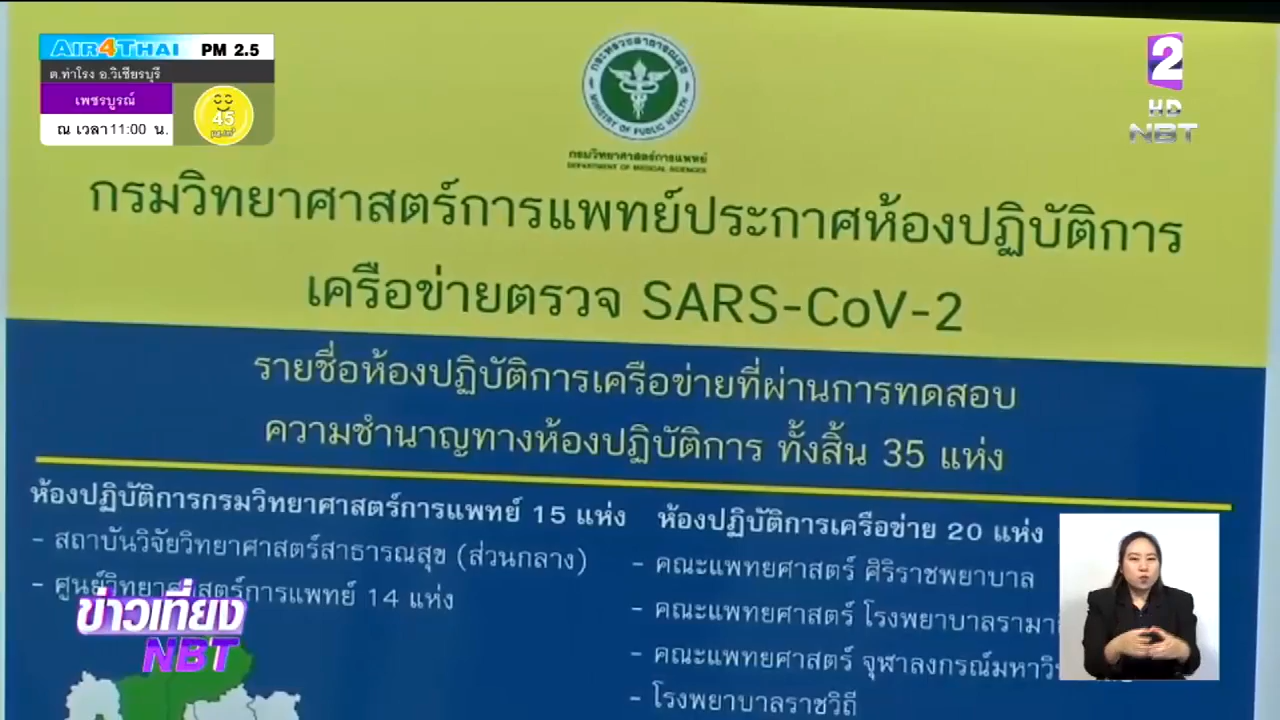 AIR4THAI PM 2.5
ต.ท่าโรง อ.วิเชียรบุรี
เพชรบูรณ์
45
ณ เวลา 11:00 น.
2
HD
NBT
กระทรวงสาธารณสุข
MINISTRY OF PUBLIC HEALTH
กรมวิทยาศาสตร์การแพทย์
DEPARTMENT OF MEDICAL SCIENCES
กรมวิทยาศาสตร์การแพทย์ประกาศห้องปฏิบัติการ
เครือข่ายตรวจ SARS-CoV-2
รายชื่อห้องปฏิบัติการเครือข่ายที่ผ่านการทดสอบ
ความชำนาญทางห้องปฏิบัติการ ทั้งสิ้น 35 แห่ง
ห้องปฏิบัติการกรมวิทยาศาสตร์การแพทย์ 15 แห่ง
- สถาบันวิจัยวิทยาศาสตร์สาธารณสุข (ส่วนกลาง)
- ศูนย์วิทยาศาสตร์การแพทย์ 14 แห่ง
ห้องปฏิบัติการเครือข่าย 20 แห่ง
- คณะแพทยศาสตร์ ศิริราชพยาบาล
- คณะแพทยศาสตร์ โรงพยาบาลรามา
- คณะแพทยศาสตร์ จุฬาลงกรณ์มหาวิ
- โรงพยาบาลราชวิถี
ข่าวเที่ยง
NBT